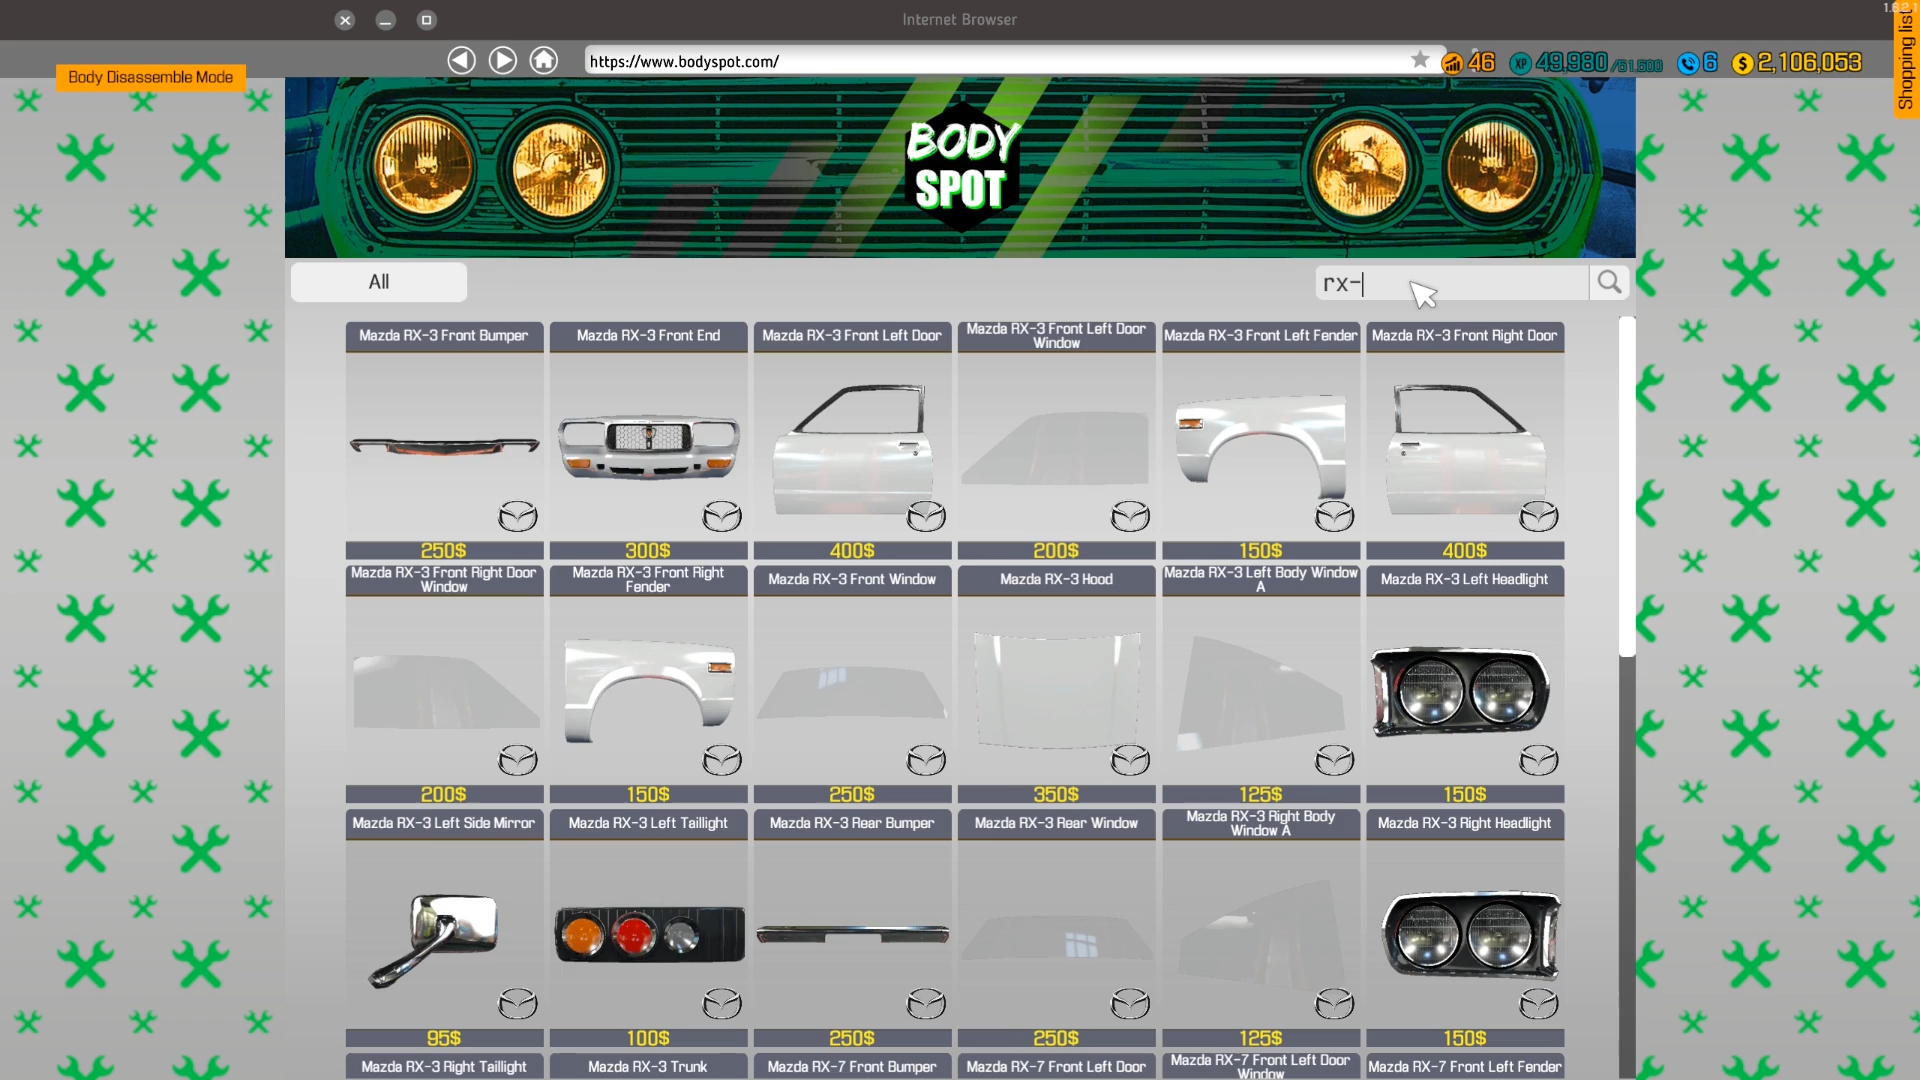 1.6.2.1
Internet Browser
Shopping list
https://www.bodyspot.com/
46
XP 49,980 /61,600
6
$ 2,106,053
Body Disassemble Mode
BODY
SPOT
All
rx-
Mazda RX-3 Front Bumper
250$
Mazda RX-3 Front End
300$
Mazda RX-3 Front Left Door
400$
Mazda RX-3 Front Left Door
Window
200$
Mazda RX-3 Front Left Fender
150$
Mazda RX-3 Front Right Door
400$
Mazda RX-3 Front Right Door
Window
200$
Mazda RX-3 Front Right
Fender
150$
Mazda RX-3 Front Window
250$
Mazda RX-3 Hood
350$
Mazda RX-3 Left Body Window
A
125$
Mazda RX-3 Left Headlight
150$
Mazda RX-3 Left Side Mirror
95$
Mazda RX-3 Left Taillight
100$
Mazda RX-3 Rear Bumper
250$
Mazda RX-3 Rear Window
250$
Mazda RX-3 Right Body
Window A
125$
Mazda RX-3 Right Headlight
150$
Mazda RX-3 Right Taillight
Mazda RX-3 Trunk
Mazda RX-7 Front Bumper
Mazda RX-7 Front Left Door
Mazda RX-7 Front Left Door
Window
Mazda RX-7 Front Left Fender